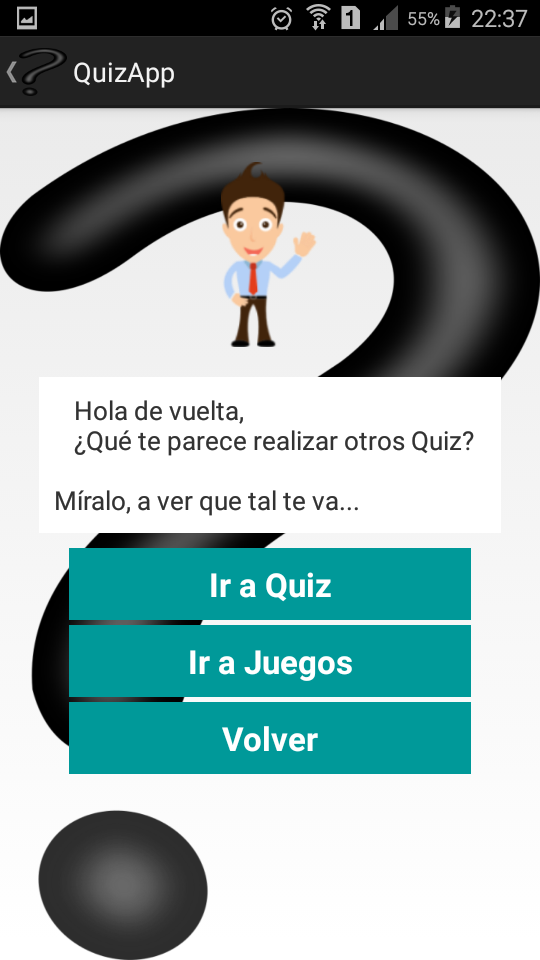 1 55% 22:37
QuizApp
Hola de vuelta,
¿Qué te parece realizar otros Quiz?
Míralo, a ver que tal te va...
Ir a Quiz
Ir a Juegos
Volver